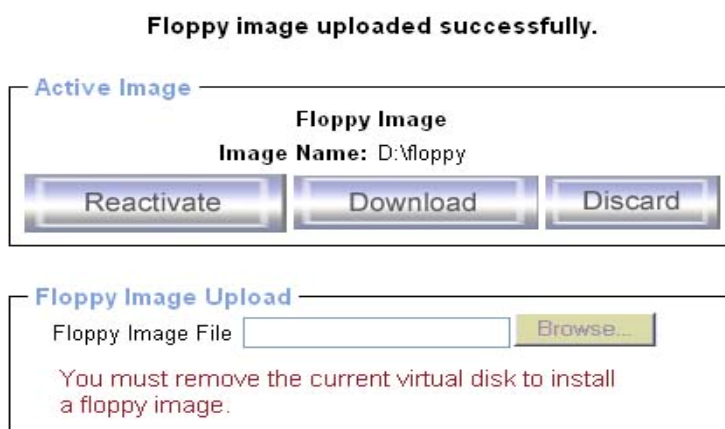 Floppy image uploaded successfully.
Active Image
Floppy Image
Image Name: D:\floppy
Reactivate Download Discard
Floppy Image Upload
Floppy Image File Browse...
You must remove the current virtual disk to install
a floppy image.